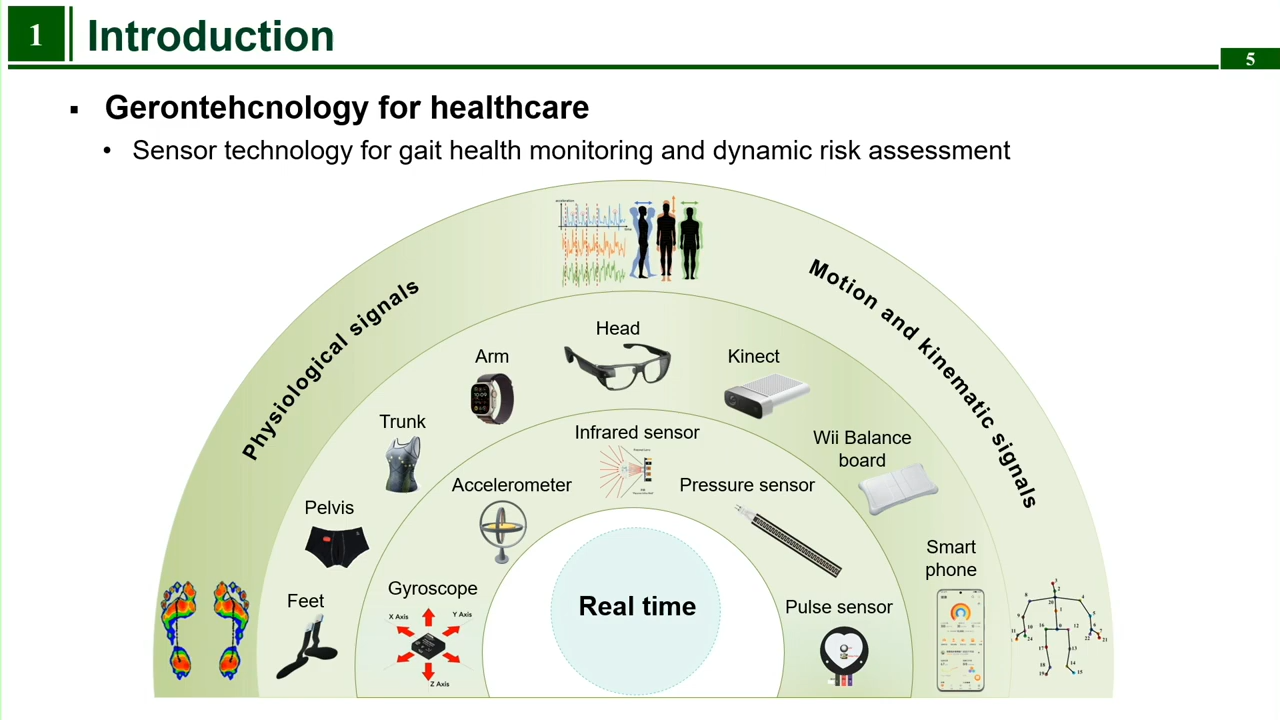 1
Introduction
5
Gerontehcnology for healthcare
Sensor technology for gait health monitoring and dynamic risk assessment
acceleration
Physiological signals
Motion and kinematic signals
Head
Arm
Kinect
Trunk
Wii Balance
board
Infrared sensor
Accelerometer
Pressure sensor
Pelvis
Smart
phone
Feet
Gyroscope
X Axis
Y Axis
Z Axis
Real time
Pulse sensor